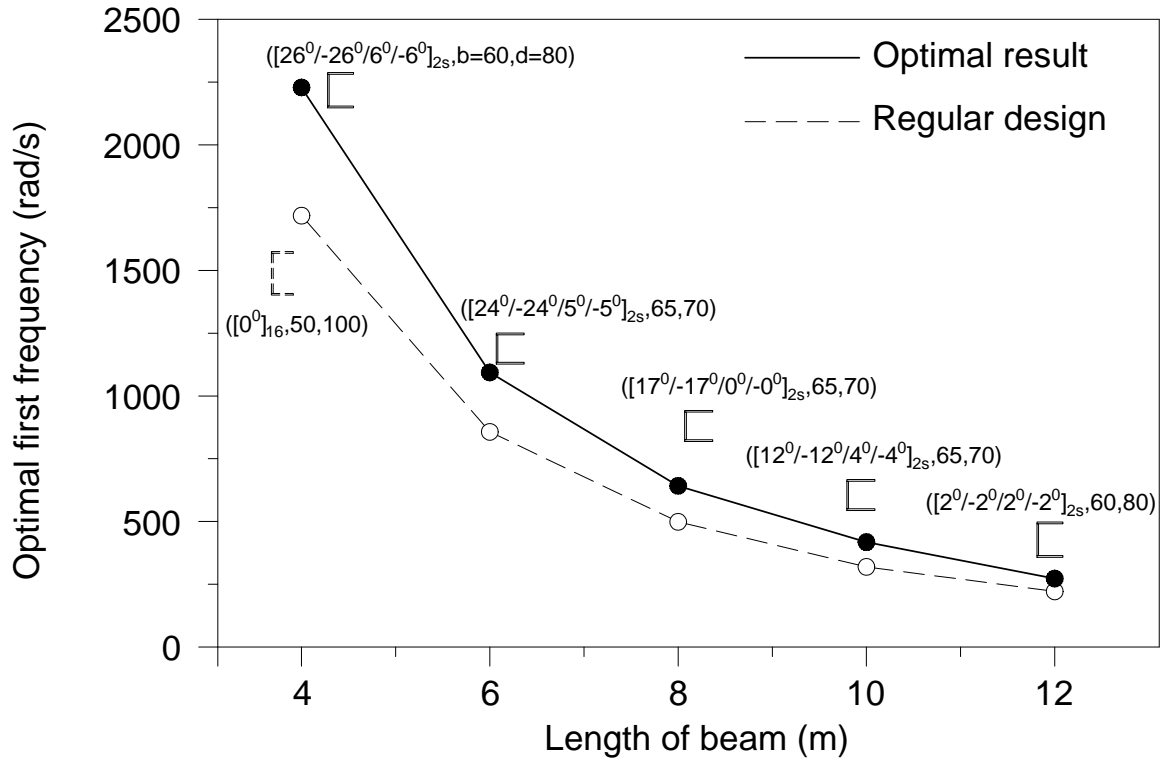 2500
2000
1500
1000
500
0
Optimal first frequency (rad/s)
([26⁰/-26⁰/6⁰/-6⁰]₂ₛ,b=60,d=80)
Optimal result
Regular design
([0⁰]₁₆,50,100)
([24⁰/-24⁰/5⁰/-5⁰]₂ₛ,65,70)
([17⁰/-17⁰/0⁰/-0⁰]₂ₛ,65,70)
([12⁰/-12⁰/4⁰/-4⁰]₂ₛ,65,70)
([2⁰/-2⁰/2⁰/-2⁰]₂ₛ,60,80)
4 6 8 10 12
Length of beam (m)